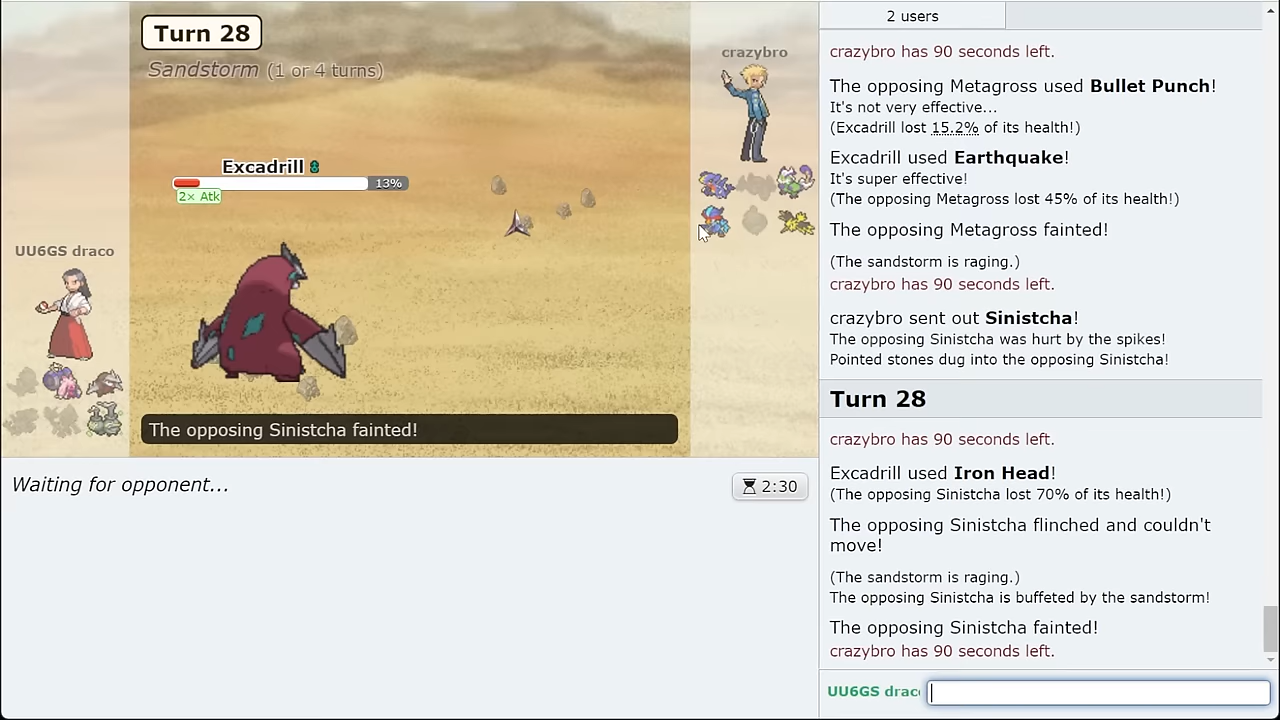 Turn 28
Sandstorm (1 or 4 turns)
Excadrill
13%
2× Atk
UU6GS draco
crazybro
The opposing Sinistcha fainted!
Waiting for opponent...
2:30
2 users
crazybro has 90 seconds left.
The opposing Metagross used Bullet Punch!
It's not very effective...
(Excadrill lost 15.2% of its health!)
Excadrill used Earthquake!
It's super effective!
(The opposing Metagross lost 45% of its health!)
The opposing Metagross fainted!
(The sandstorm is raging.)
crazybro has 90 seconds left.
crazybro sent out Sinistcha!
The opposing Sinistcha was hurt by the spikes!
Pointed stones dug into the opposing Sinistcha!
Turn 28
crazybro has 90 seconds left.
Excadrill used Iron Head!
(The opposing Sinistcha lost 70% of its health!)
The opposing Sinistcha flinched and couldn't
move!
(The sandstorm is raging.)
The opposing Sinistcha is buffeted by the sandstorm!
The opposing Sinistcha fainted!
crazybro has 90 seconds left.
UU6GS drac